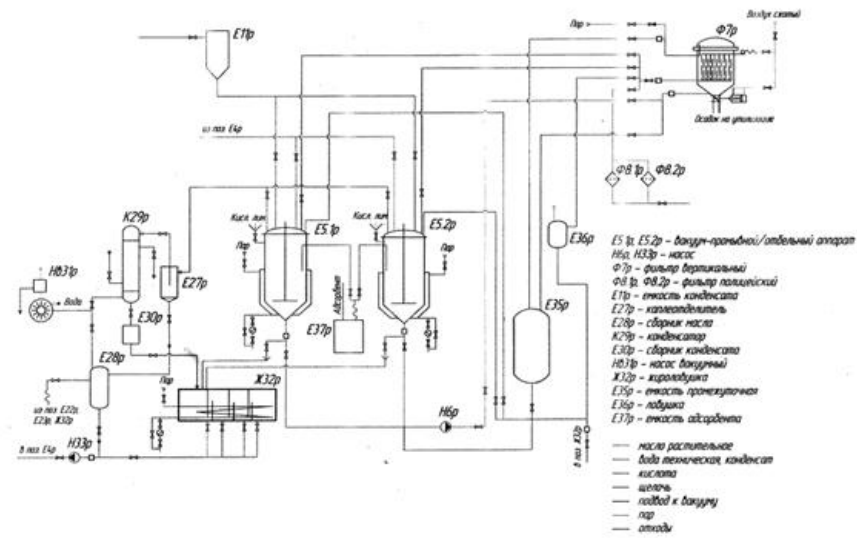 Воздух сжатый
Пар
Ф7р
Е11р
Осадок на утилизацию
из поз. Е4р
Ф8.1р
Ф8.2р
К29р
Кисл. лим.
Е5.1р
Кисл. лим.
Е5.2р
Е36р
Нв31р
Вода
Е27р
Пар
Адсорбент
Пар
Е35р
Е30р
Е37р
Е28р
Ж32р
Пар
Н6р
из поз. Е22р,
Е23р, Ж32р
Н33р
В поз. Е4р
В поз. Ж32р
Е5.1р, Е5.2р – вакуум-промывной/отбельный аппарат
Н6р, Н33р – насос
Ф7р – фильтр вертикальный
Ф8.1р, Ф8.2р – фильтр полицейский
Е11р – емкость конденсата
Е27р – каплеотделитель
Е28р – сборник масла
К29р – конденсатор
Е30р – сборник конденсата
Нв31р – насос вакуумный
Ж32р – жироловушка
Е35р – емкость промежуточная
Е36р – ловушка
Е37р – емкость адсорбента
масло растительное
вода техническая, конденсат
кислота
щелочь
подвод к вакууму
пар
отходы